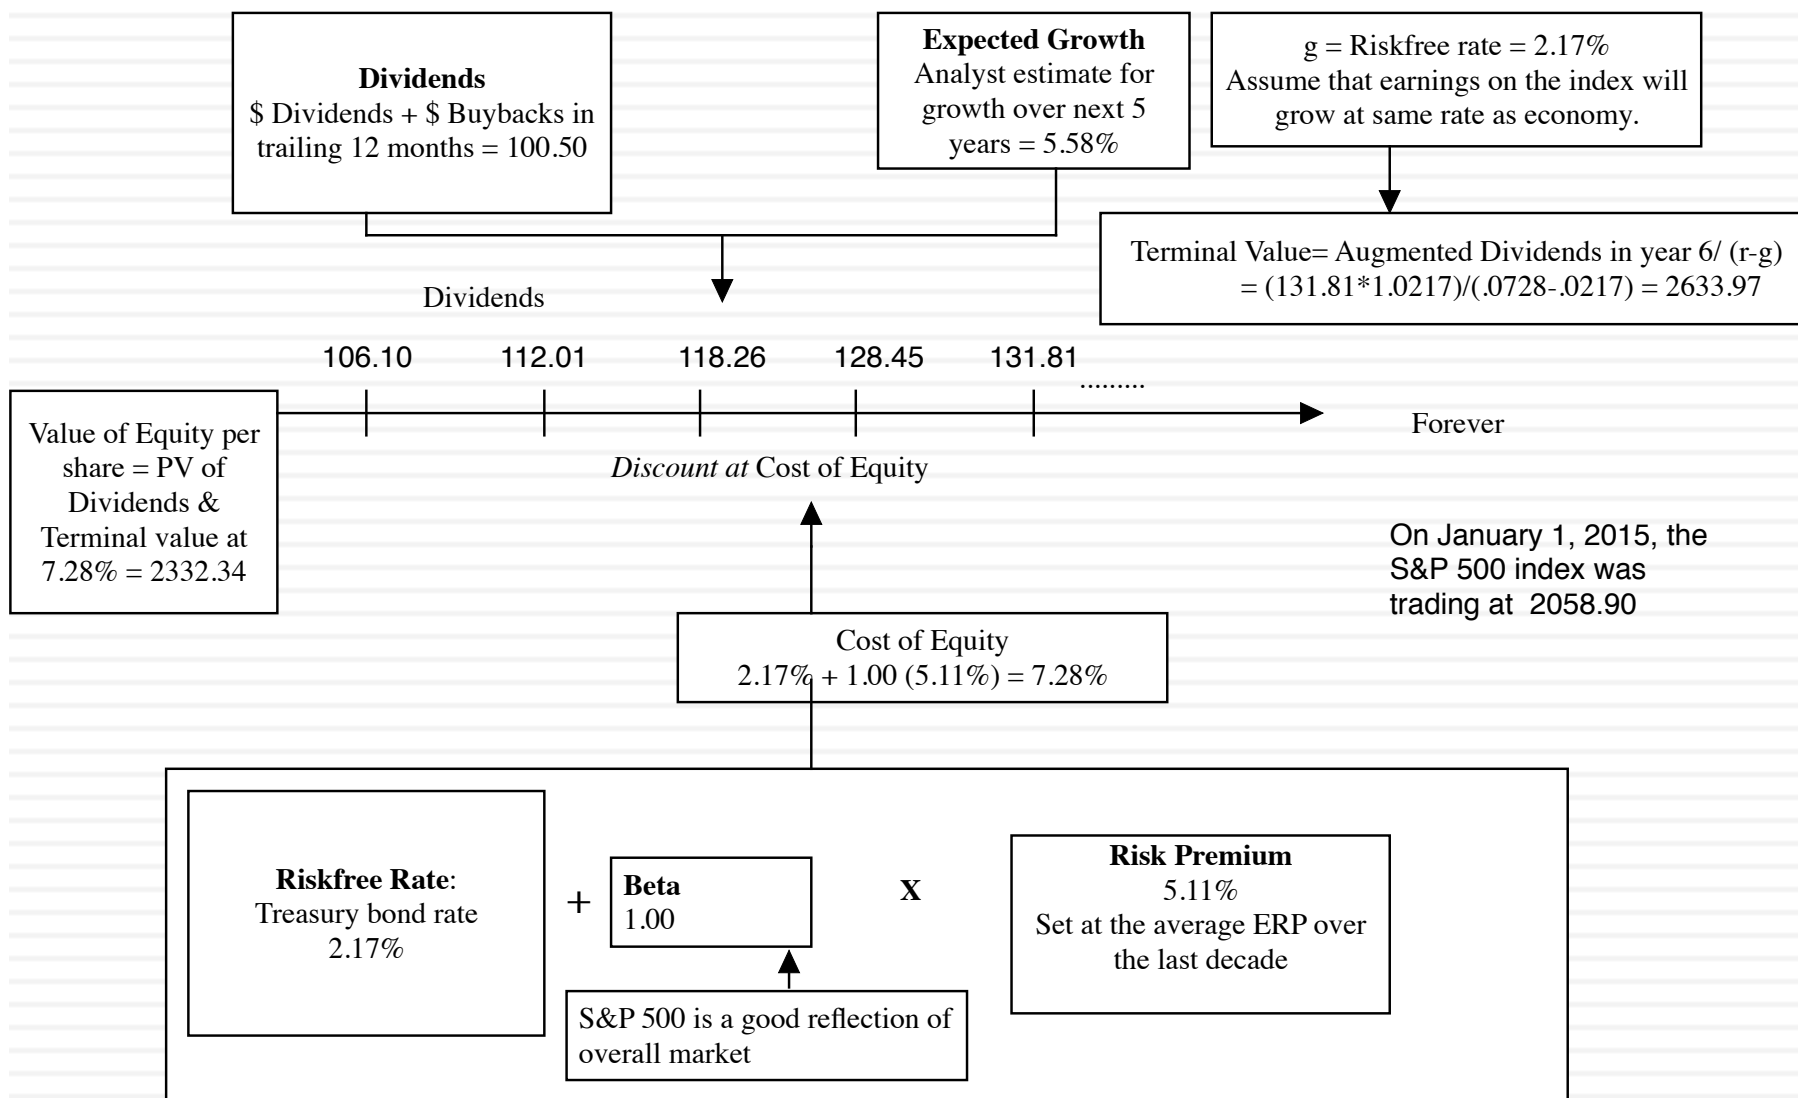 Dividends
$ Dividends + $ Buybacks in
trailing 12 months = 100.50
Expected Growth
Analyst estimate for
growth over next 5
years = 5.58%
g = Riskfree rate = 2.17%
Assume that earnings on the index will
grow at same rate as economy.
Terminal Value= Augmented Dividends in year 6/ (r-g)
= (131.81*1.0217)/(.0728-.0217) = 2633.97
Dividends
106.10 112.01 118.26 128.45 131.81
.........
Forever
Value of Equity per
share = PV of
Dividends &
Terminal value at
7.28% = 2332.34
Discount at Cost of Equity
On January 1, 2015, the
S&P 500 index was
trading at 2058.90
Cost of Equity
2.17% + 1.00 (5.11%) = 7.28%
Riskfree Rate:
Treasury bond rate
2.17%
+
Beta
1.00
X
Risk Premium
5.11%
Set at the average ERP over
the last decade
S&P 500 is a good reflection of
overall market